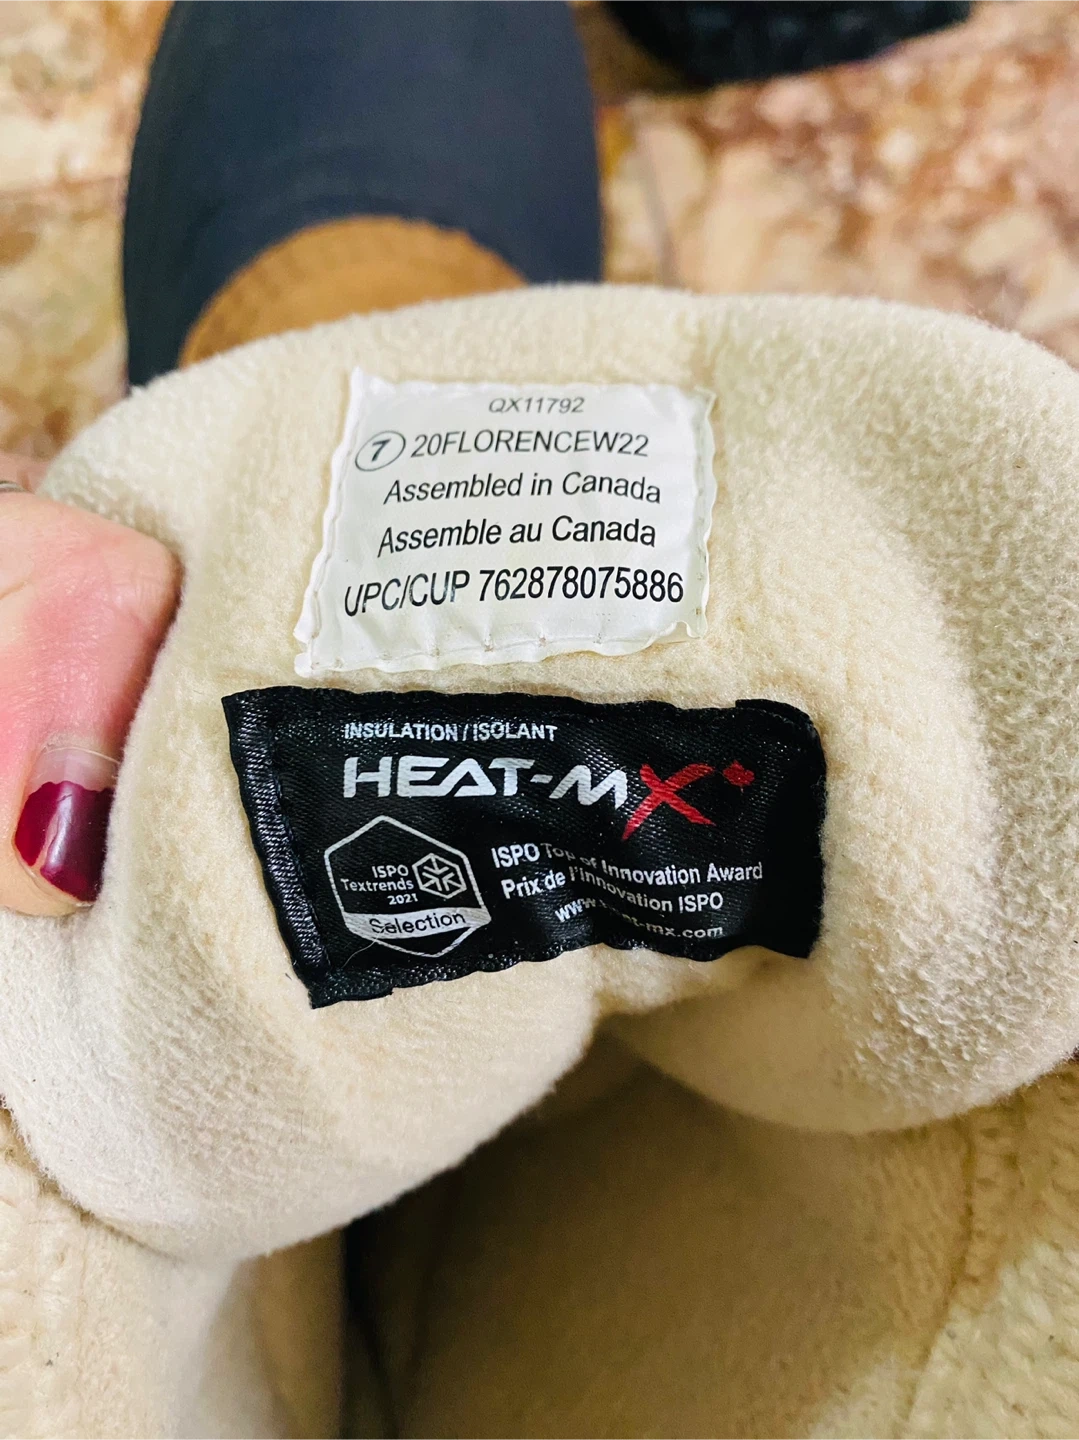 QX11792
7 20FLORENCEW22
Assembled in Canada
Assemble au Canada
UPC/CUP 762878075886
INSULATION / ISOLANT
HEAT-MX
ISPO
Textrends
2021
Selection
ISPO Top of Innovation Award
Prix de l'Innovation ISPO